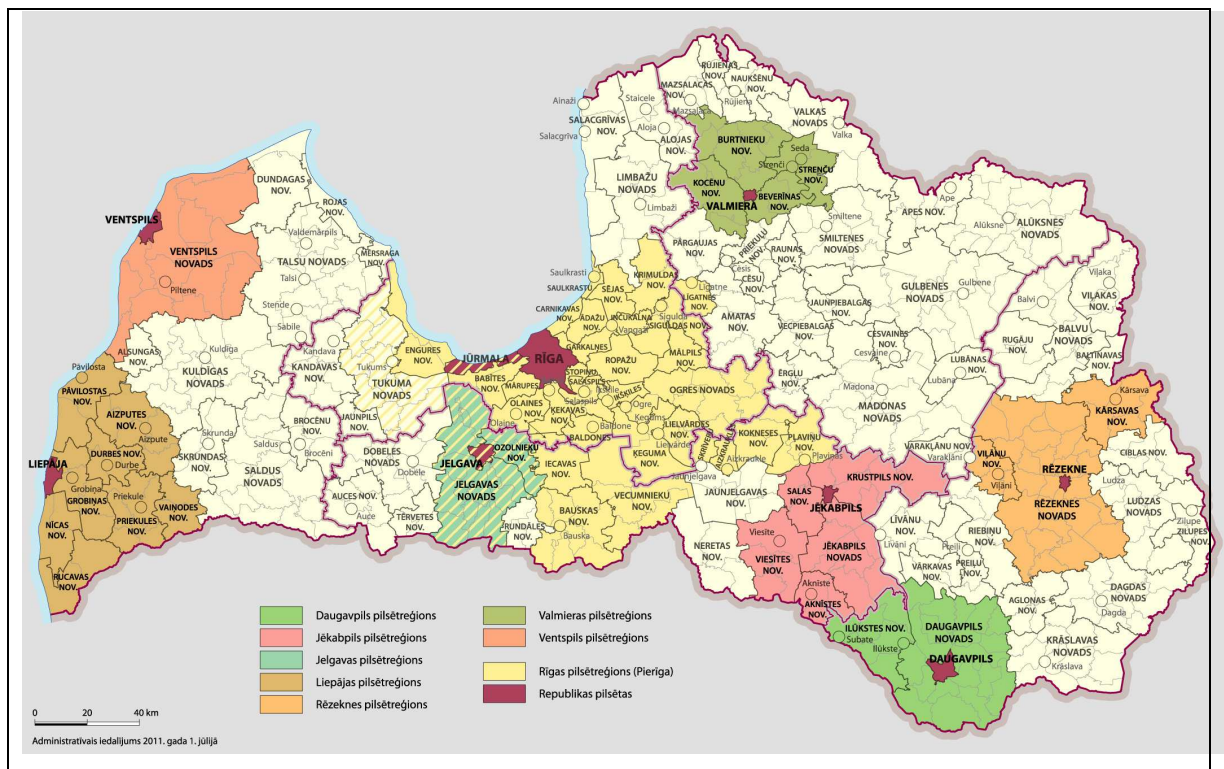 Ainaži
Salacgrīva
SALACGRĪVAS
NOV.
Staicele
Aloja
ALOJAS
NOV.
MAZSALACAS
NOV.
Mazsalaca
RŪJIENAS
NOV.
Rūjiena
NAUKŠĒNU
NOV.
VALKAS
NOVADS
Valka
BURTNIEKU
NOV.
Seda
Strenči
STRENČU
NOV.
KOCĒNU
NOV.
VALMIERA
BEVERĪNAS
NOV.
LIMBAŽU
NOVADS
Limbaži
Smiltene
SMILTENES
NOVADS
APES NOV.
Ape
Alūksne
ALŪKSNES
NOVADS
PĀRGAUJAS
NOV.
PRIEKUĻU
NOV.
RAUNAS
NOV.
Cēsis
CĒSU
NOV.
Līgatne
LĪGATNES
NOV.
AMATAS
NOV.
JAUNPIEBALGAS
NOV.
VECPIEBALGAS
NOV.
GULBENES
NOVADS
Gulbene
Viļaka
VIĻAKAS
NOV.
Balvi
BALVU
NOVADS
RUGĀJU
NOV.
BALTINAVAS
NOV.
CESVAINES
NOV.
Cesvaine
LUBĀNAS
NOV.
Lubāna
ĒRGĻU
NOV.
Madona
MADONAS
NOVADS
VARAKĻĀNU NOV.
Varakļāni
DUNDAGAS
NOV.
ROJAS
NOV.
Valdemārpils
TALSU NOVADS
Talsi
MĒRSRAGA
NOV.
Stende
Sabile
VENTSPILS
VENTSPILS
NOVADS
Piltene
ALSUNGAS
NOV.
Kuldīga
KULDĪGAS
NOVADS
Kandava
KANDAVAS
NOV.
Tukums
TUKUMA
NOVADS
ENGURES
NOV.
JAUNPILS
NOV.
JŪRMALA
RĪGA
Saulkrasti
SAULKRASTU
SĒJAS
NOV.
KRIMULDAS
NOV.
CARNIKAVAS
NOV.
ĀDAŽU
NOV.
INČUKALNA
NOV.
Vangaži
Sigulda
SIGULDAS NOV.
GARKALNES
ROPAŽU
NOV.
MĀLPILS
NOV.
STOPIŅU
SALASPILS
Salaspils
Ikšķile
IKŠĶILES
OGRES NOVADS
Ogre
BABĪTES
NOV.
MĀRUPES
OLAINES
NOV.
Olaine
ĶEKAVAS
NOV.
Baldone
BALDONES
Ķegums
LIELVĀRDES
NOV.
Lielvārde
ĶEGUMA
NOV.
SKRĪVERU
AIZKRAUKLES
Aizkraukle
KOKNESES
NOV.
PĻAVIŅU
NOV.
Pļaviņas
Jaunjelgava
JAUNJELGAVAS
NOV.
NERETAS
NOV.
Pāvilosta
PĀVILOSTAS
NOV.
AIZPUTES
NOV.
Aizpute
DURBES NOV.
Durbe
LIEPĀJA
Grobiņa
GROBIŅAS
NOV.
Priekule
PRIEKULES
NOV.
VAIŅODES
NOV.
NĪCAS
NOV.
RUCAVAS
NOV.
Skrunda
SKRUNDAS
NOV.
Saldus
SALDUS
NOVADS
BROCĒNU
NOV.
Brocēni
DOBELES
NOVADS
Dobele
AUCES NOV.
Auce
TĒRVETES
NOV.
JELGAVA
JELGAVAS
NOVADS
OZOLNIEKU
NOV.
RUNDĀLES
NOV.
IECAVAS
NOV.
BAUSKAS
NOV.
Bauska
VECUMNIEKU
NOV.
SALAS
NOV.
JĒKABPILS
KRUSTPILS NOV.
Viesīte
VIESĪTES
NOV.
JĒKABPILS
NOVADS
Aknīste
AKNĪSTES
NOV.
LĪVĀNU
NOV.
Līvāni
Preiļi
PREIĻU
NOV.
RIEBIŅU
NOV.
VĀRKAVAS
NOV.
Kārsava
KĀRSAVAS
NOV.
VIĻĀNU
NOV.
Viļāni
RĒZEKNE
RĒZEKNES
NOVADS
CIBLAS NOV.
Ludza
LUDZAS
NOVADS
Zilupe
ZILUPES
NOV.
AGLONAS
NOV.
DAGDAS
NOVADS
Dagda
KRĀSLAVAS
NOVADS
Krāslava
ILŪKSTES NOV.
Subate
Ilūkste
DAUGAVPILS
NOVADS
DAUGAVPILS
Daugavpils pilsētreģions
Jēkabpils pilsētreģions
Jelgavas pilsētreģions
Liepājas pilsētreģions
Rēzeknes pilsētreģions
Valmieras pilsētreģions
Ventspils pilsētreģions
Rīgas pilsētreģions (Pierīga)
Republikas pilsētas
0 20 40 km
Administratīvais iedalījums 2011. gada 1. jūlijā